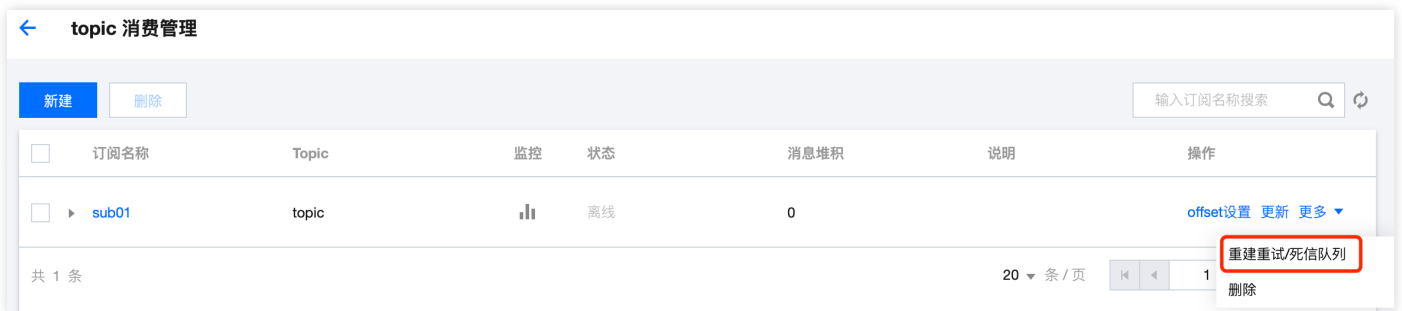 topic 消费管理
新建 删除 输入订阅名称搜索
订阅名称 Topic 监控 状态 消息堆积 说明 操作
sub01 topic 离线 0 offset设置 更新 更多
重建重试/死信队列
共 1 条 20 条 / 页 1
删除